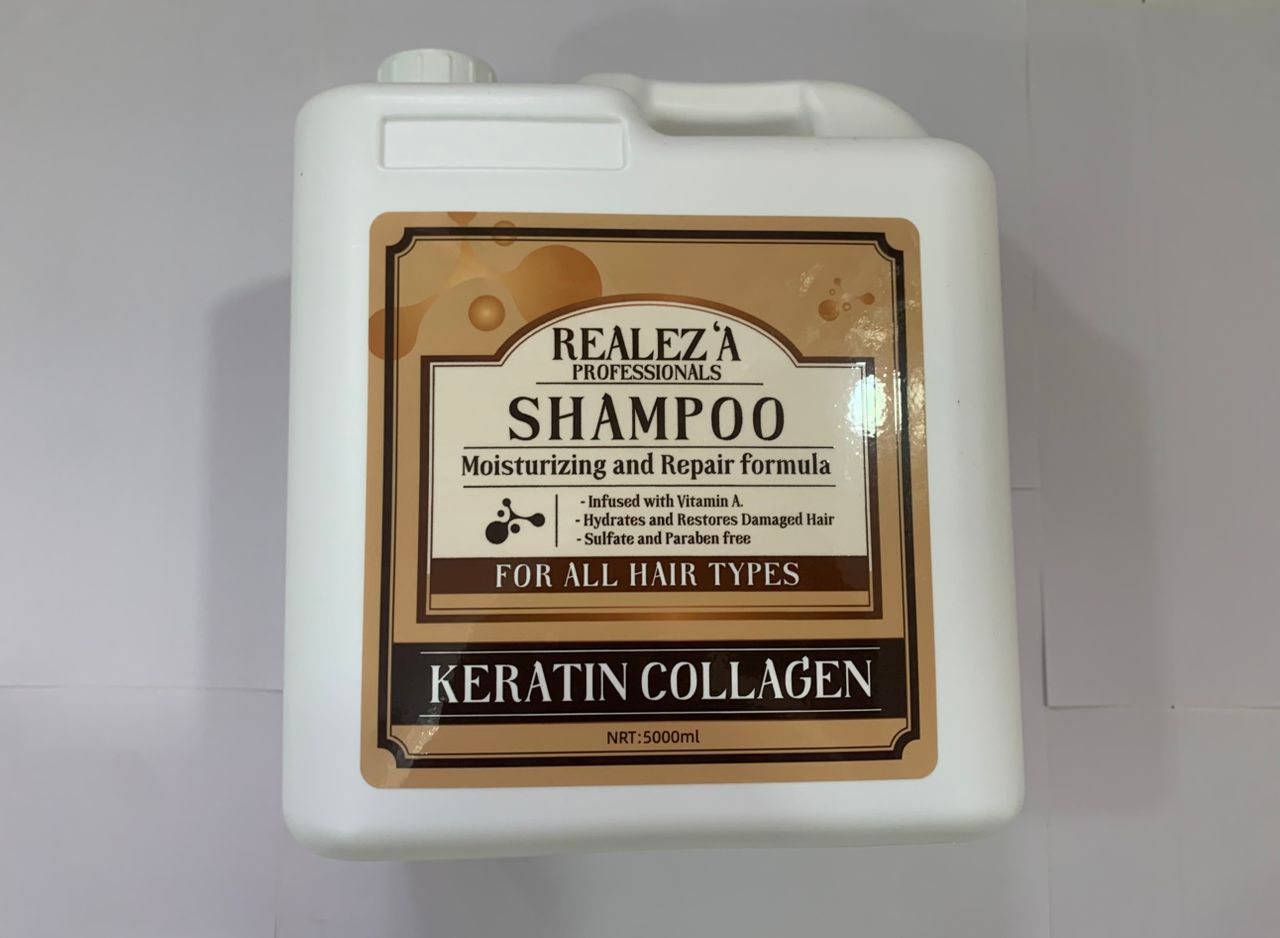 REALEZ'A
PROFESSIONALS
SHAMPOO
Moisturizing and Repair formula
- Infused with Vitamin A.
- Hydrates and Restores Damaged Hair
- Sulfate and Paraben free
FOR ALL HAIR TYPES
KERATIN COLLAGEN
NRT:5000ml